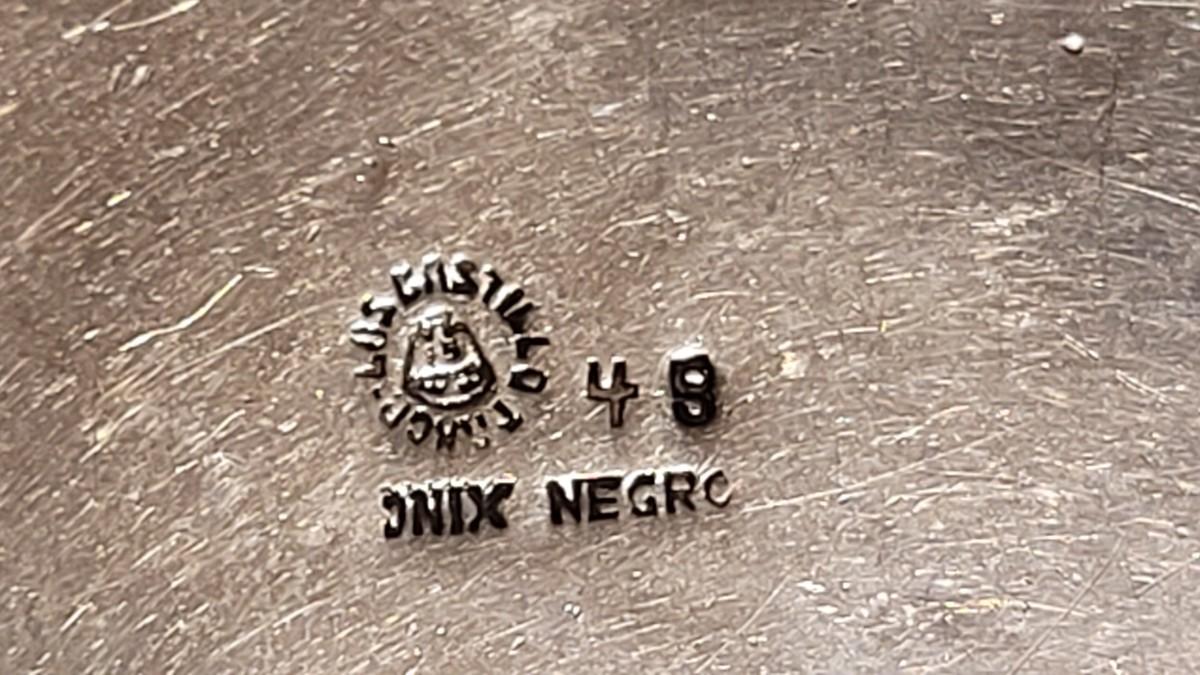 LOS CASTILLO TAXCO
48
ONIX NEGRO